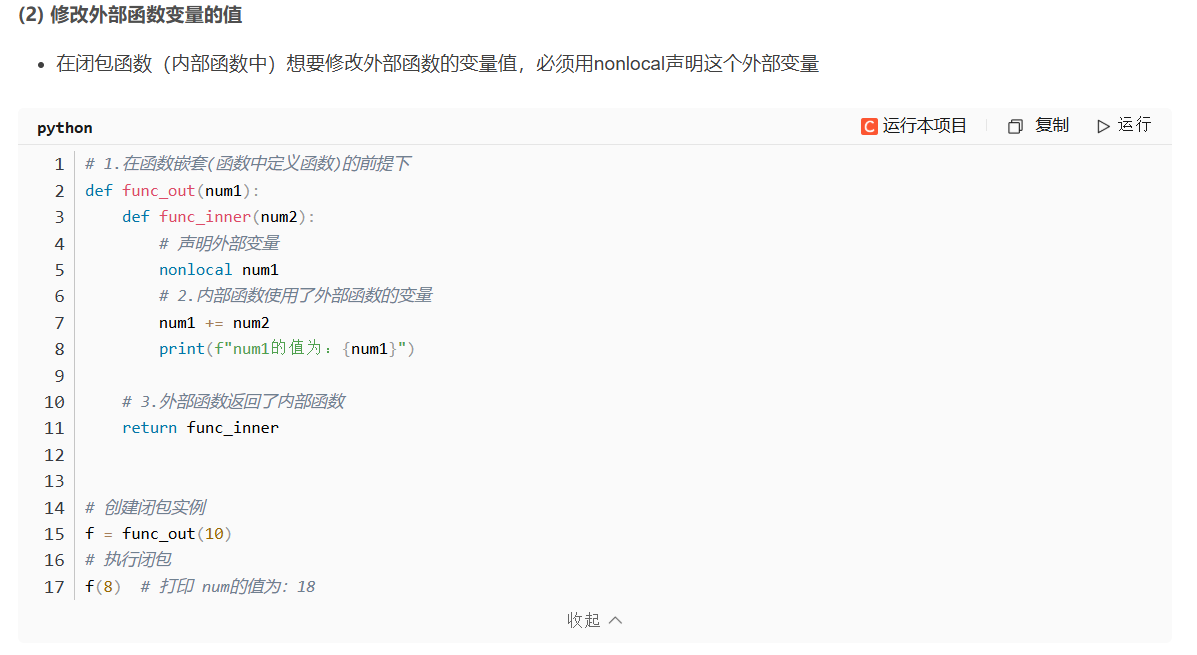 (2) 修改外部函数变量的值
在闭包函数（内部函数中）想要修改外部函数的变量值，必须用nonlocal声明这个外部变量
python
C 运行本项目 复制 运行
1 # 1.在函数嵌套(函数中定义函数)的前提下
2 def func_out(num1):
3     def func_inner(num2):
4         # 声明外部变量
5         nonlocal num1
6         # 2.内部函数使用了外部函数的变量
7         num1 += num2
8         print(f"num1的值为：{num1}")
9
10     # 3.外部函数返回了内部函数
11     return func_inner
12
13
14 # 创建闭包实例
15 f = func_out(10)
16 # 执行闭包
17 f(8)  # 打印 num的值为：18
收起